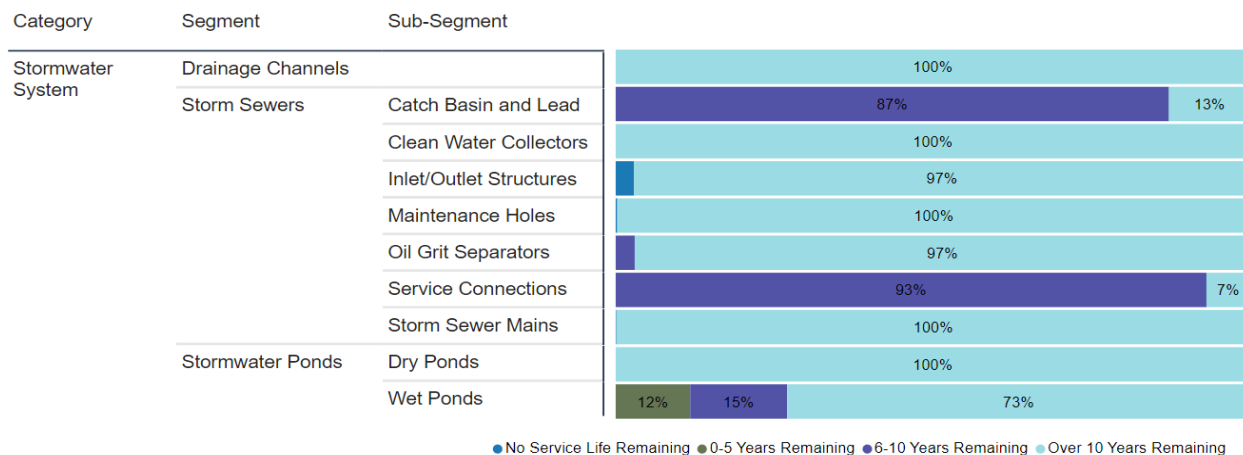 Category Segment Sub-Segment
Stormwater System Drainage Channels 100%
Storm Sewers Catch Basin and Lead 87% 13%
Clean Water Collectors 100%
Inlet/Outlet Structures 97%
Maintenance Holes 100%
Oil Grit Separators 97%
Service Connections 93% 7%
Storm Sewer Mains 100%
Stormwater Ponds Dry Ponds 100%
Wet Ponds 12% 15% 73%
No Service Life Remaining 0-5 Years Remaining 6-10 Years Remaining Over 10 Years Remaining